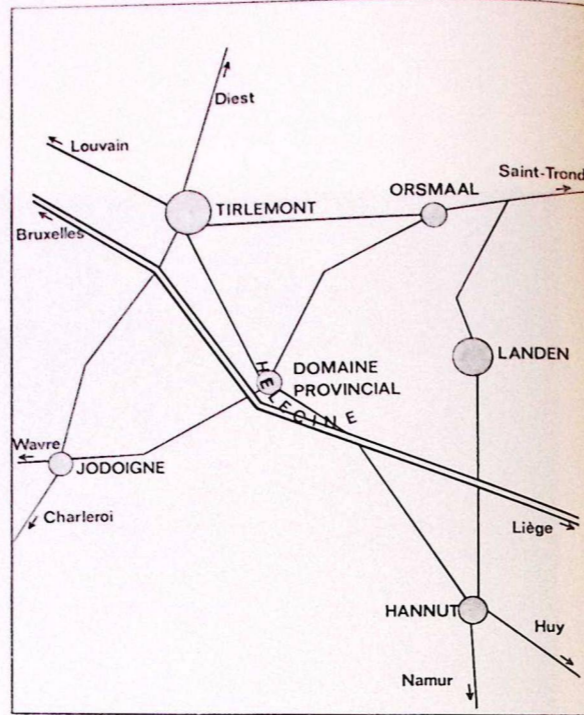 Diest
Louvain
Saint-Trond
ORSMAAL
TIRLEMONT
Bruxelles
LANDEN
DOMAINE
PROVINCIAL
HELECINE
Wavre
JODOIGNE
Charleroi
Liège
HANNUT
Huy
Namur